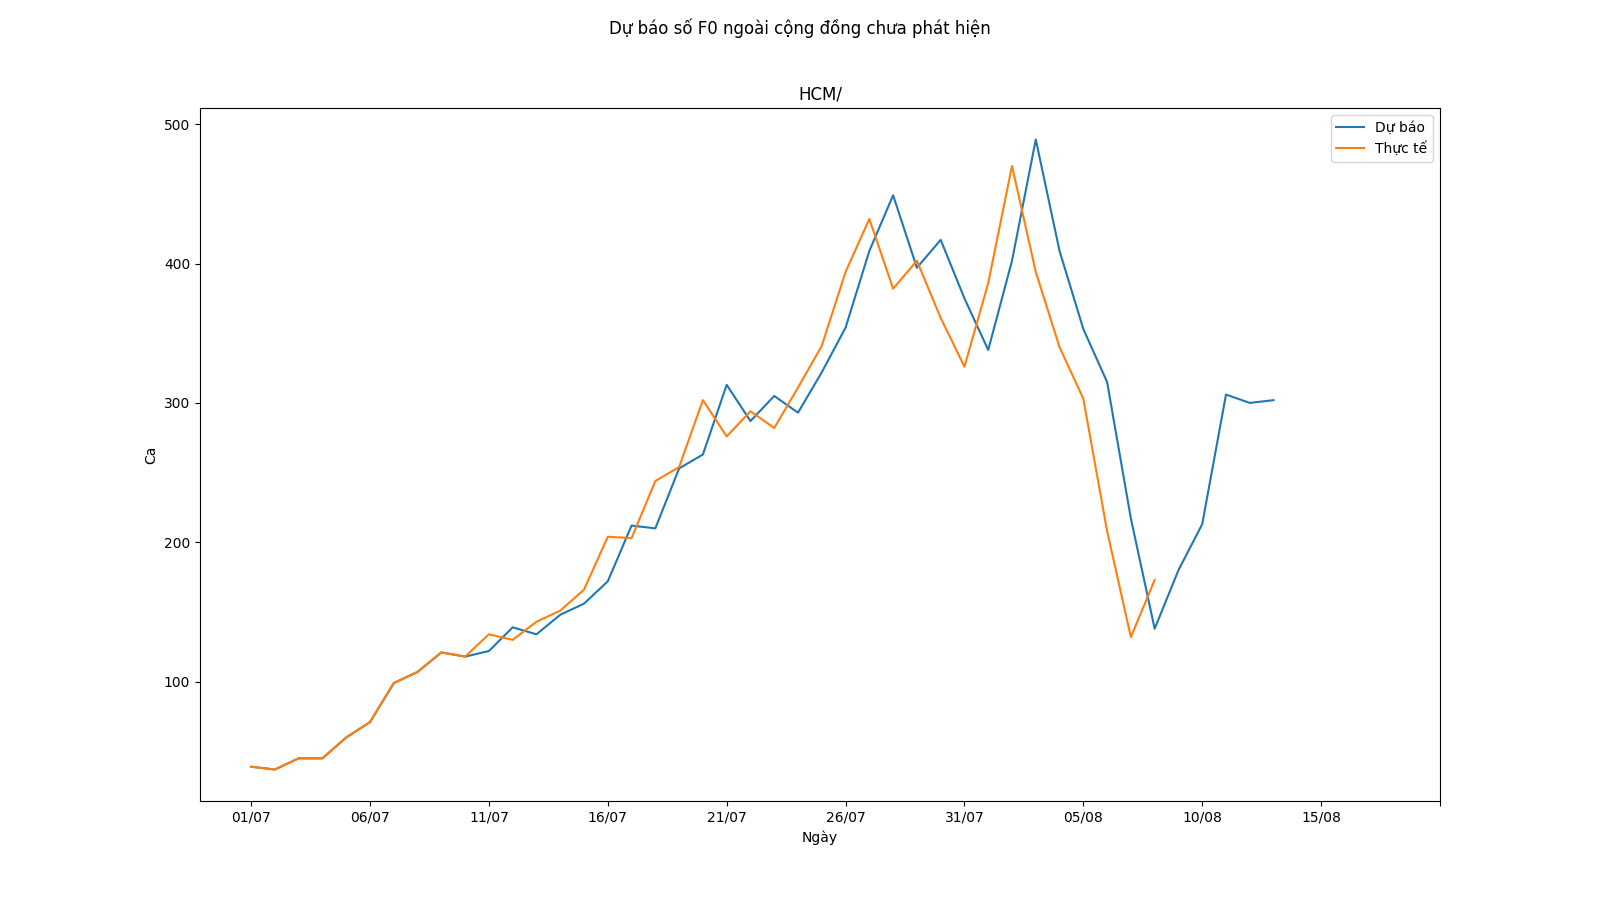 Dự báo số F0 ngoài cộng đồng chưa phát hiện
HCM/
Dự báo
Thực tế
500
400
300
200
100
Ca
01/07 06/07 11/07 16/07 21/07 26/07 31/07 05/08 10/08 15/08
Ngày